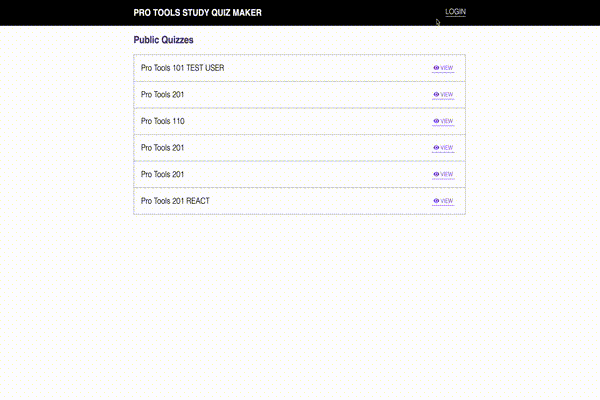 PRO TOOLS STUDY QUIZ MAKER LOGIN
Public Quizzes
Pro Tools 101 TEST USER VIEW
Pro Tools 201 VIEW
Pro Tools 110 VIEW
Pro Tools 201 VIEW
Pro Tools 201 VIEW
Pro Tools 201 REACT VIEW